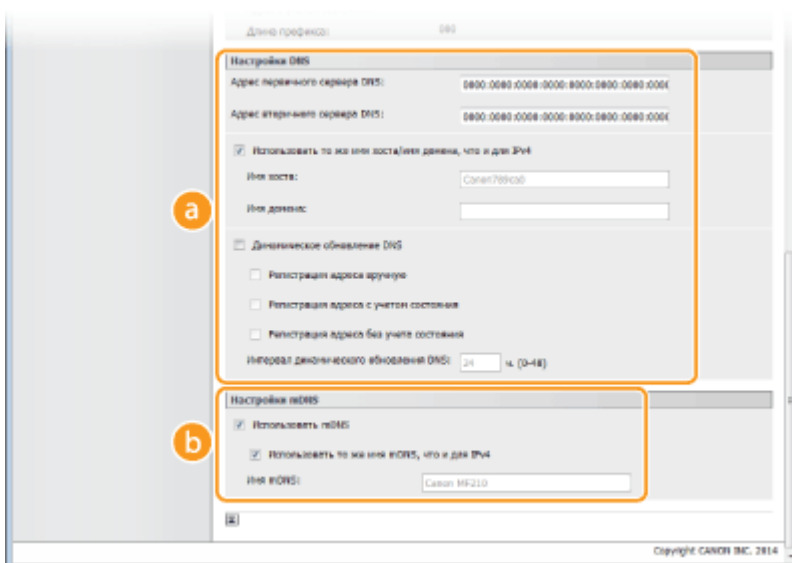 Длина префикса: 000
Настройки DNS
Адрес первичного сервера DNS: 0000:0000:0000:0000:0000:0000:0000
Адрес вторичного сервера DNS: 0000:0000:0000:0000:0000:0000:0000
Использовать то же имя хоста/имя домена, что и для IPv4
a
Имя хоста: Canon789ca0
Имя домена:
Динамическое обновление DNS
Регистрация адреса вручную
Регистрация адреса с учетом состояния
Регистрация адреса без учета состояния
Интервал динамического обновления DNS: 24 ч. (0-48)
Настройки mDNS
b
Использовать mDNS
Использовать то же имя mDNS, что и для IPv4
Имя mDNS: Canon MF210
Copyright CANON INC. 2014